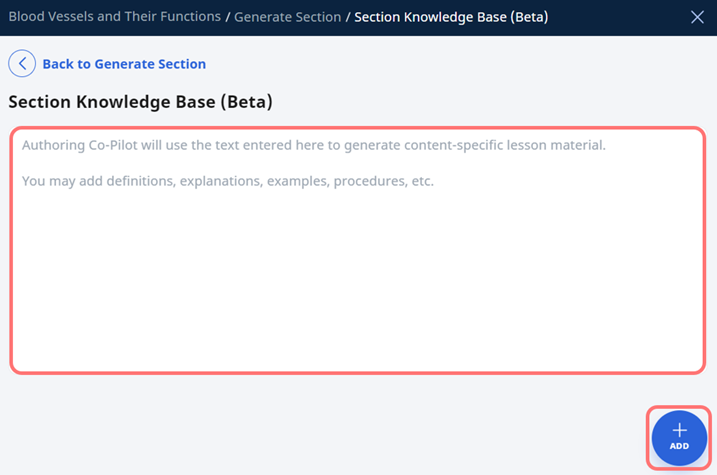 Blood Vessels and Their Functions / Generate Section / Section Knowledge Base (Beta)
Back to Generate Section
Section Knowledge Base (Beta)
Authoring Co-Pilot will use the text entered here to generate content-specific lesson material.
You may add definitions, explanations, examples, procedures, etc.
ADD